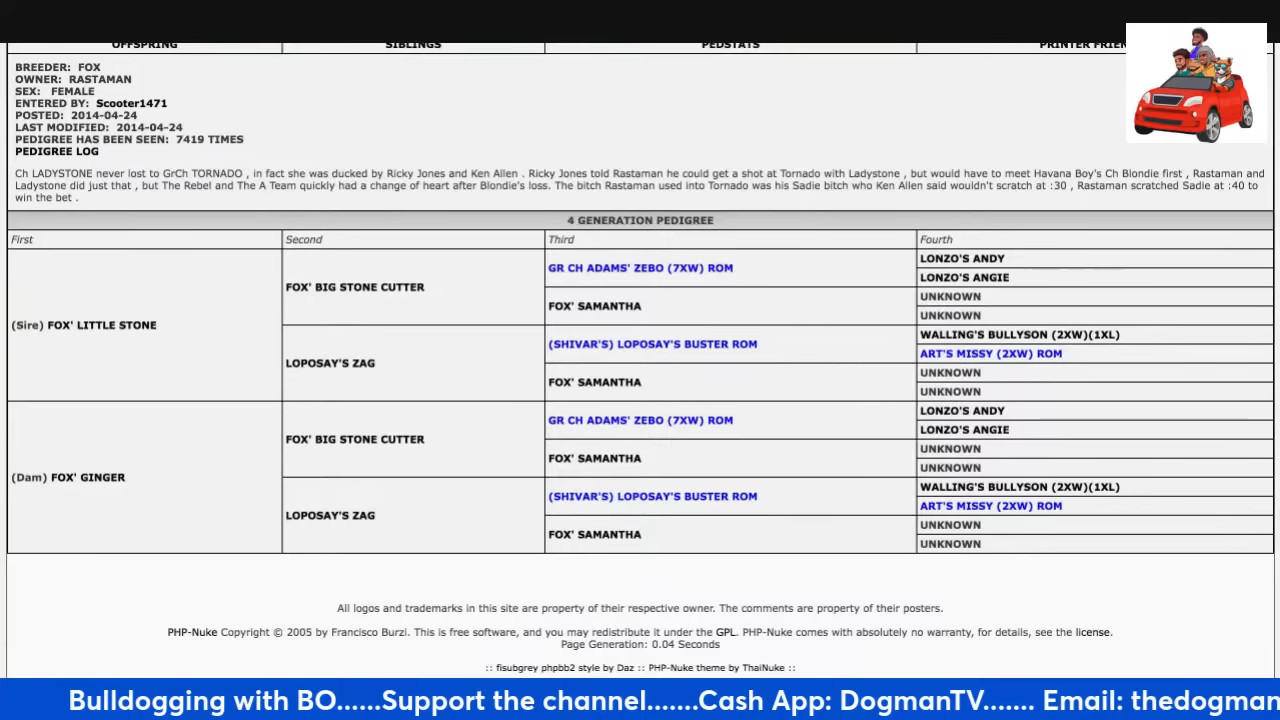 OFFSPRING SIBLINGS PEDSTATS PRINTER FRIEN
BREEDER: FOX
OWNER: RASTAMAN
SEX: FEMALE
ENTERED BY: Scooter1471
POSTED: 2014-04-24
LAST MODIFIED: 2014-04-24
PEDIGREE HAS BEEN SEEN: 7419 TIMES
PEDIGREE LOG
Ch LADYSTONE never lost to GrCh TORNADO , in fact she was ducked by Ricky Jones and Ken Allen . Ricky Jones told Rastaman he could get a shot at Tornado with Ladystone , but would have to meet Havana Boy's Ch Blondie first , Rastaman and
Ladystone did just that , but The Rebel and The A Team quickly had a change of heart after Blondie's loss. The bitch Rastaman used into Tornado was his Sadie bitch who Ken Allen said wouldn't scratch at :30 , Rastaman scratched Sadie at :40 to
win the bet .
4 GENERATION PEDIGREE
First Second Third Fourth
(Sire) FOX' LITTLE STONE
FOX' BIG STONE CUTTER
GR CH ADAMS' ZEBO (7XW) ROM
LONZO'S ANDY
LONZO'S ANGIE
FOX' SAMANTHA
UNKNOWN
UNKNOWN
LOPOSAY'S ZAG
(SHIVAR'S) LOPOSAY'S BUSTER ROM
WALLING'S BULLYSON (2XW)(1XL)
ART'S MISSY (2XW) ROM
FOX' SAMANTHA
UNKNOWN
UNKNOWN
(Dam) FOX' GINGER
FOX' BIG STONE CUTTER
GR CH ADAMS' ZEBO (7XW) ROM
LONZO'S ANDY
LONZO'S ANGIE
FOX' SAMANTHA
UNKNOWN
UNKNOWN
LOPOSAY'S ZAG
(SHIVAR'S) LOPOSAY'S BUSTER ROM
WALLING'S BULLYSON (2XW)(1XL)
ART'S MISSY (2XW) ROM
FOX' SAMANTHA
UNKNOWN
UNKNOWN
All logos and trademarks in this site are property of their respective owner. The comments are property of their posters.
PHP-Nuke Copyright © 2005 by Francisco Burzi. This is free software, and you may redistribute it under the GPL. PHP-Nuke comes with absolutely no warranty, for details, see the license.
Page Generation: 0.04 Seconds
:: fisubgrey phpbb2 style by Daz :: PHP-Nuke theme by ThaiNuke ::
Bulldogging with BO......Support the channel.......Cash App: DogmanTV....... Email: thedogman